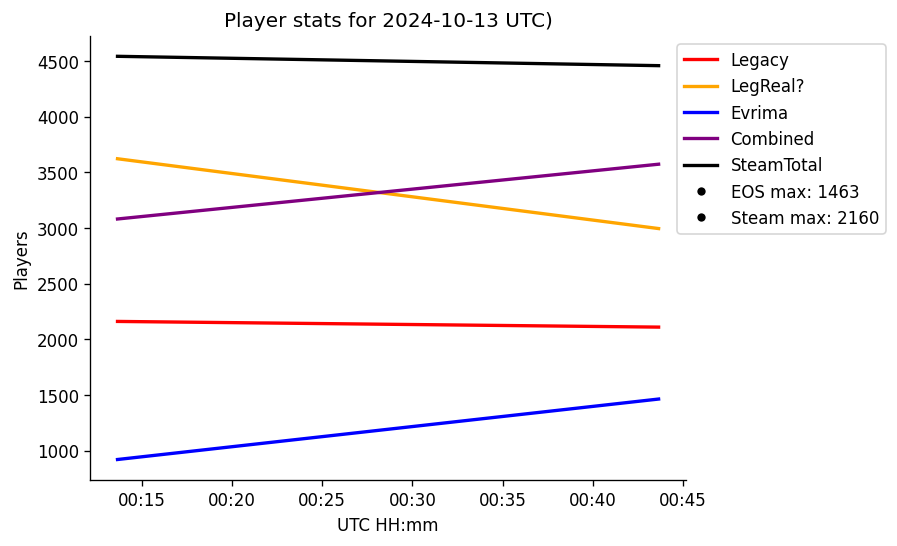 Player stats for 2024-10-13 UTC)
Players
4500
4000
3500
3000
2500
2000
1500
1000
00:15 00:20 00:25 00:30 00:35 00:40 00:45
UTC HH:mm
Legacy
LegReal?
Evrima
Combined
SteamTotal
EOS max: 1463
Steam max: 2160